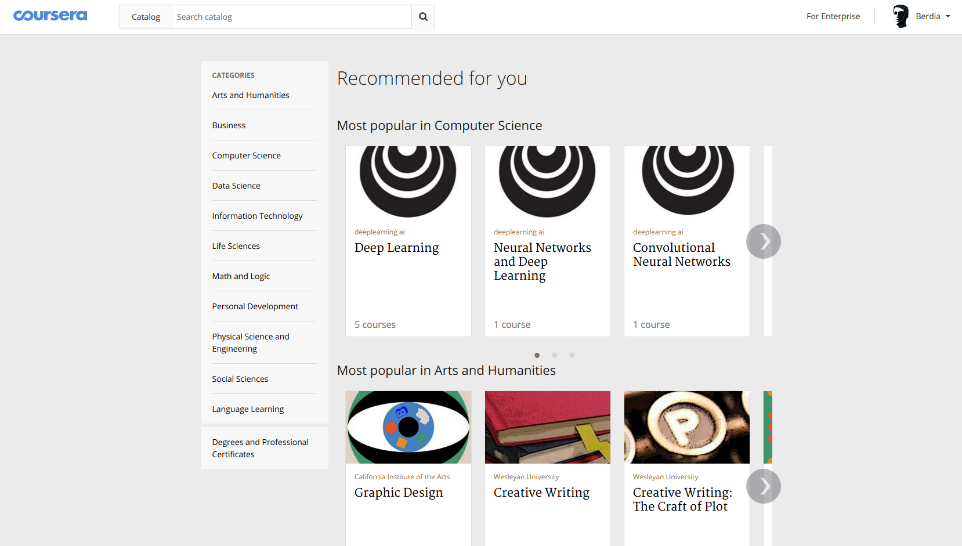 coursera
Catalog
Search catalog
For Enterprise
Berdia
CATEGORIES
Arts and Humanities
Business
Computer Science
Data Science
Information Technology
Life Sciences
Math and Logic
Personal Development
Physical Science and
Engineering
Social Sciences
Language Learning
Degrees and Professional
Certificates
Recommended for you
Most popular in Computer Science
deeplearning.ai
Deep Learning
5 courses
deeplearning.ai
Neural Networks
and Deep
Learning
1 course
deeplearning.ai
Convolutional
Neural Networks
1 course
Most popular in Arts and Humanities
California Institute of the Arts
Graphic Design
Wesleyan University
Creative Writing
P
Wesleyan University
Creative Writing:
The Craft of Plot